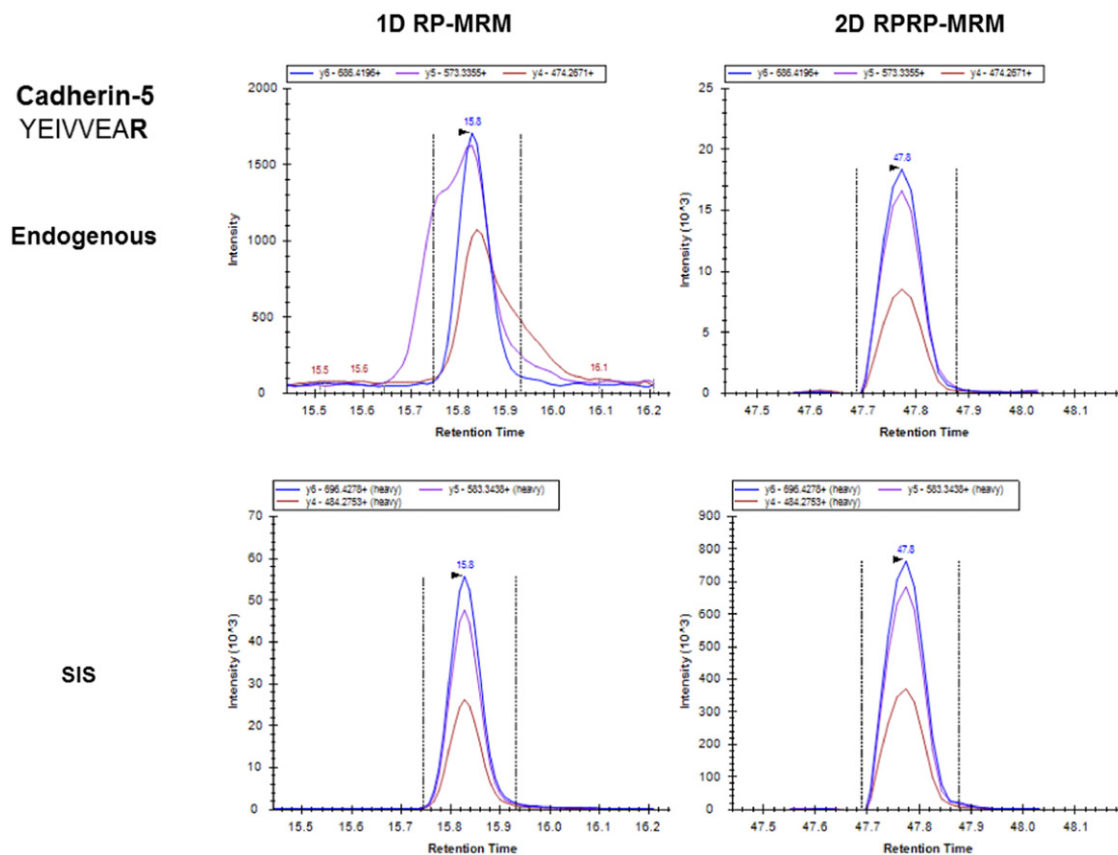 1D RP-MRM
2D RPRP-MRM
Cadherin-5
YEIVVEAR
Endogenous
y6 - 686.4196+ y5 - 573.3355+ y4 - 474.2671+
2000
1500
1000
500
0
Intensity
15.8
15.5
15.6
16.1
15.5 15.6 15.7 15.8 15.9 16.0 16.1 16.2
Retention Time
y6 - 686.4196+ y5 - 573.3355+ y4 - 474.2671+
25
20
15
10
5
0
Intensity (10^3)
47.8
47.5 47.6 47.7 47.8 47.9 48.0 48.1
Retention Time
SIS
y6 - 696.4278+ (heavy) y5 - 583.3438+ (heavy)
y4 - 484.2753+ (heavy)
70
60
50
40
30
20
10
0
Intensity (10^3)
15.8
15.5 15.6 15.7 15.8 15.9 16.0 16.1 16.2
Retention Time
y6 - 696.4278+ (heavy) y5 - 583.3438+ (heavy)
y4 - 484.2753+ (heavy)
900
800
700
600
500
400
300
200
100
0
Intensity (10^3)
47.8
47.5 47.6 47.7 47.8 47.9 48.0 48.1
Retention Time